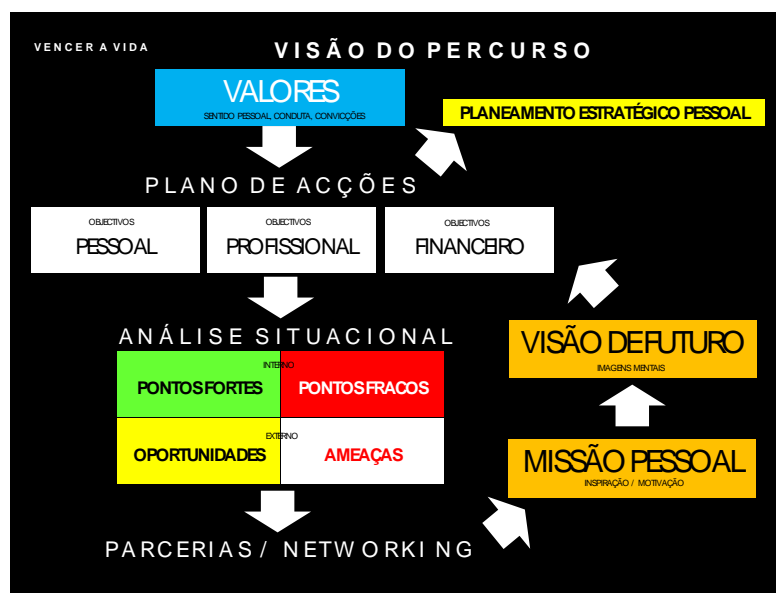 VENCER A VIDA
VISÃO DO PERCURSO
VALORES
SENTIDO PESSOAL, CONDUTA, CONVICÇÕES
PLANEAMENTO ESTRATÉGICO PESSOAL
PLANO DE ACÇÕES
OBJECTIVOS
PESSOAL
OBJECTIVOS
PROFISSIONAL
OBJECTIVOS
FINANCEIRO
ANÁLISE SITUACIONAL
INTERNO
PONTOS FORTES
PONTOS FRACOS
EXTERNO
OPORTUNIDADES
AMEAÇAS
PARCERIAS / NETWORKING
MISSÃO PESSOAL
INSPIRAÇÃO / MOTIVAÇÃO
VISÃO DE FUTURO
IMAGENS MENTAIS